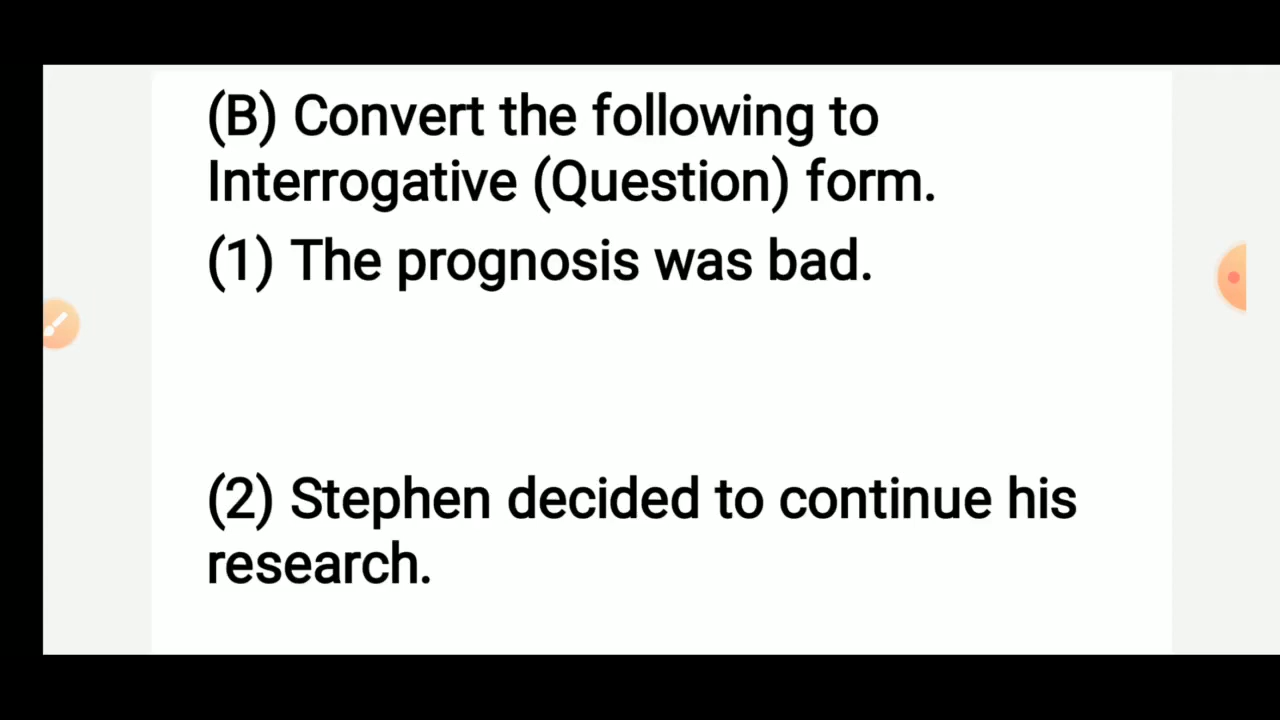 (B) Convert the following to
Interrogative (Question) form.
(1) The prognosis was bad.
(2) Stephen decided to continue his
research.